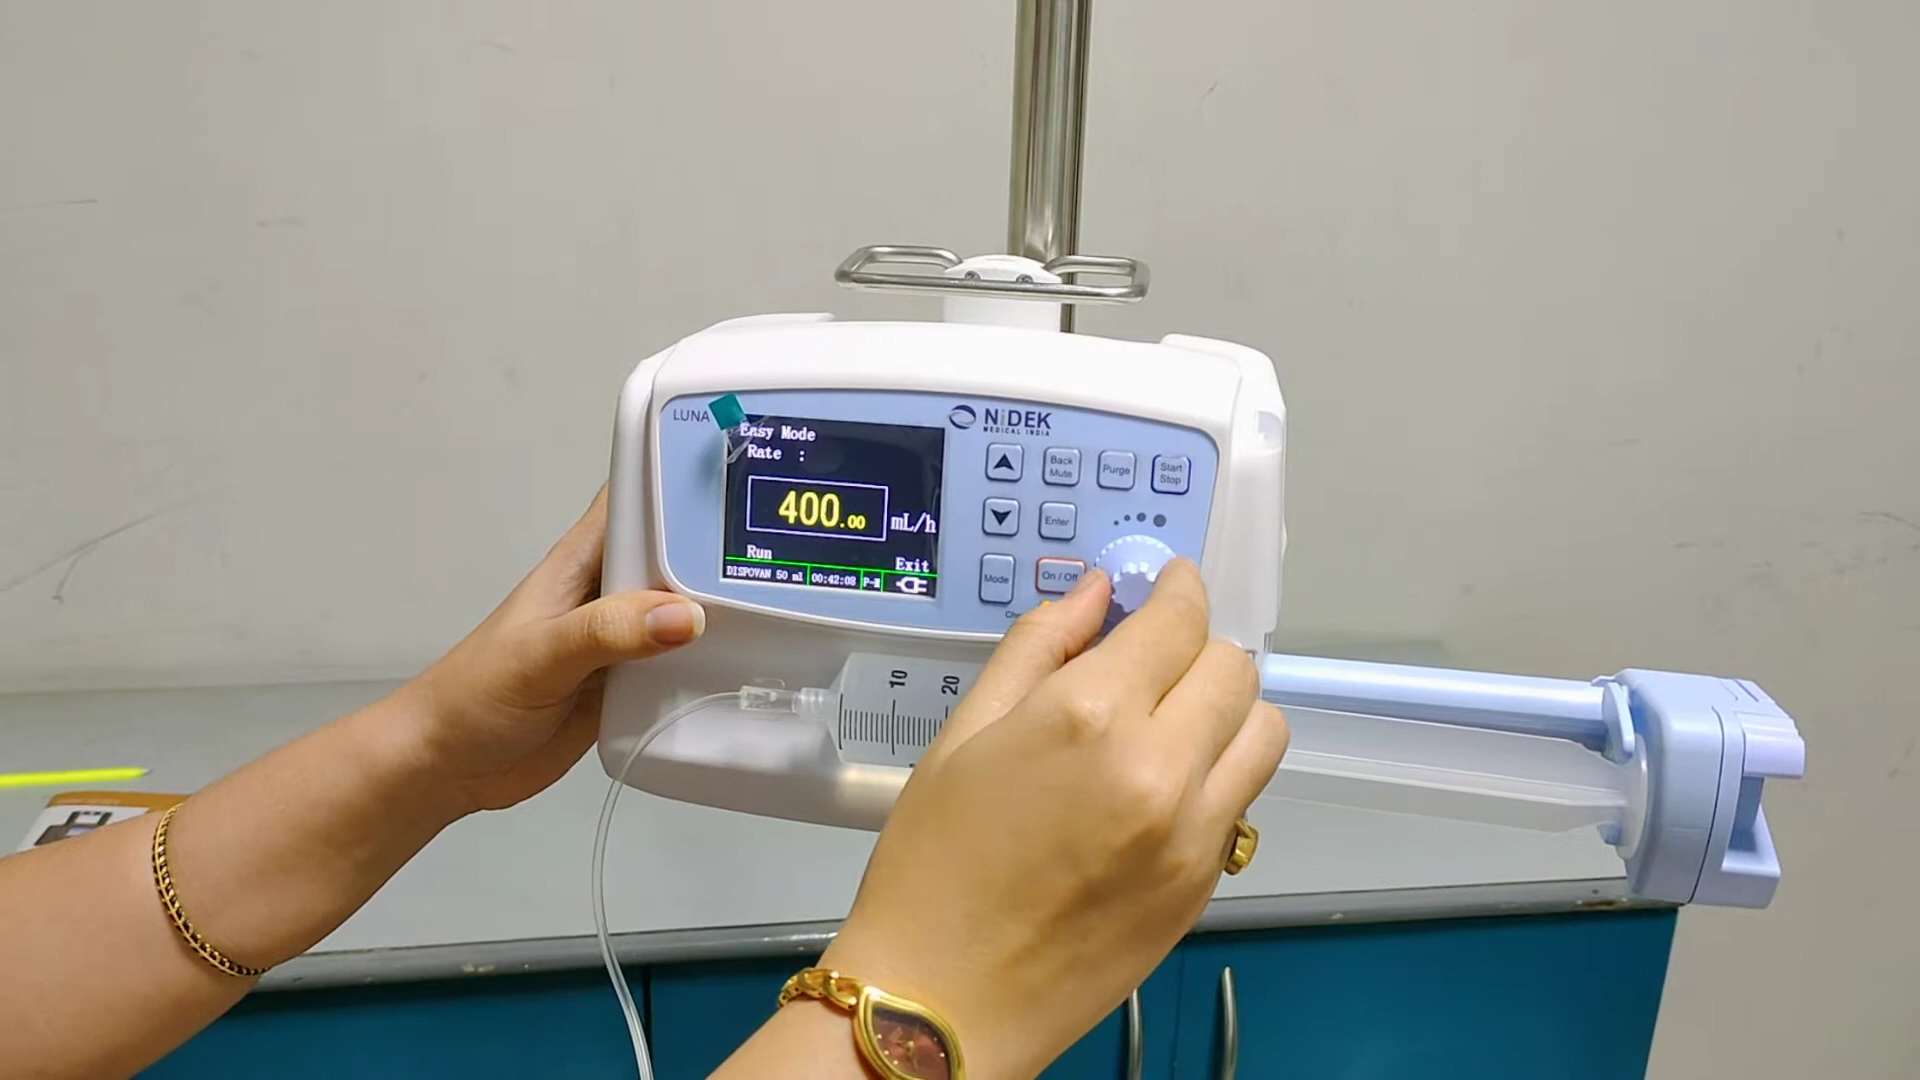 LUNA
Easy Mode
Rate :
400.00 mL/h
Run
Exit
DISPOVAN 50 ml 00:42:08 P-M
NiDEK
MEDICAL INDIA
Back
Mute
Purge
Start
Stop
Enter
Mode
On / Off
10
20